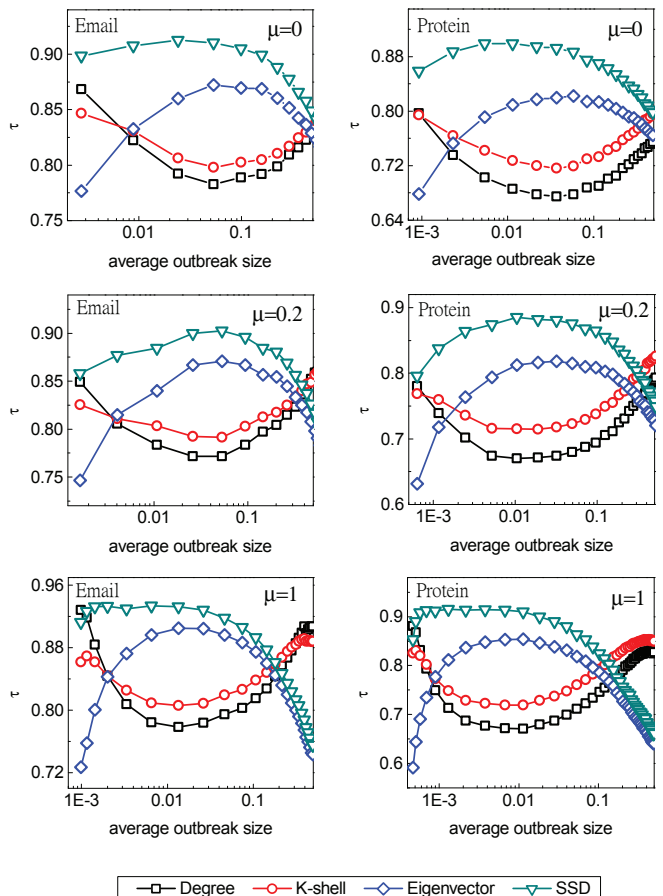 Email
μ=0
0.90
0.85
0.80
0.75
τ
0.01
0.1
average outbreak size
Protein
μ=0
0.88
0.80
0.72
0.64
τ
1E-3
0.01
0.1
average outbreak size
Email
μ=0.2
0.90
0.85
0.80
0.75
τ
0.01
0.1
average outbreak size
Protein
μ=0.2
0.9
0.8
0.7
0.6
τ
1E-3
0.01
0.1
average outbreak size
Email
μ=1
0.96
0.88
0.80
0.72
τ
1E-3
0.01
0.1
average outbreak size
Protein
μ=1
0.9
0.8
0.7
0.6
τ
1E-3
0.01
0.1
average outbreak size
Degree K-shell Eigenvector SSD